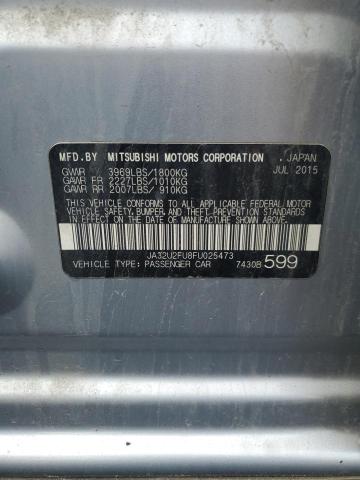 MFD.BY MITSUBISHI MOTORS CORPORATION . JAPAN
GVWR 3969LBS/1800KG JUL 2015
GAWR FR 2227LBS/1010KG
GAWR RR 2007LBS/ 910KG
THIS VEHICLE CONFORMS TO ALL APPLICABLE FEDERAL MOTOR
VEHICLE SAFETY, BUMPER, AND THEFT PREVENTION STANDARDS
IN EFFECT ON THE DATE OF MANUFACTURE SHOWN ABOVE.
JA32U2FU8FU025473
VEHICLE TYPE: PASSENGER CAR 7430B 599